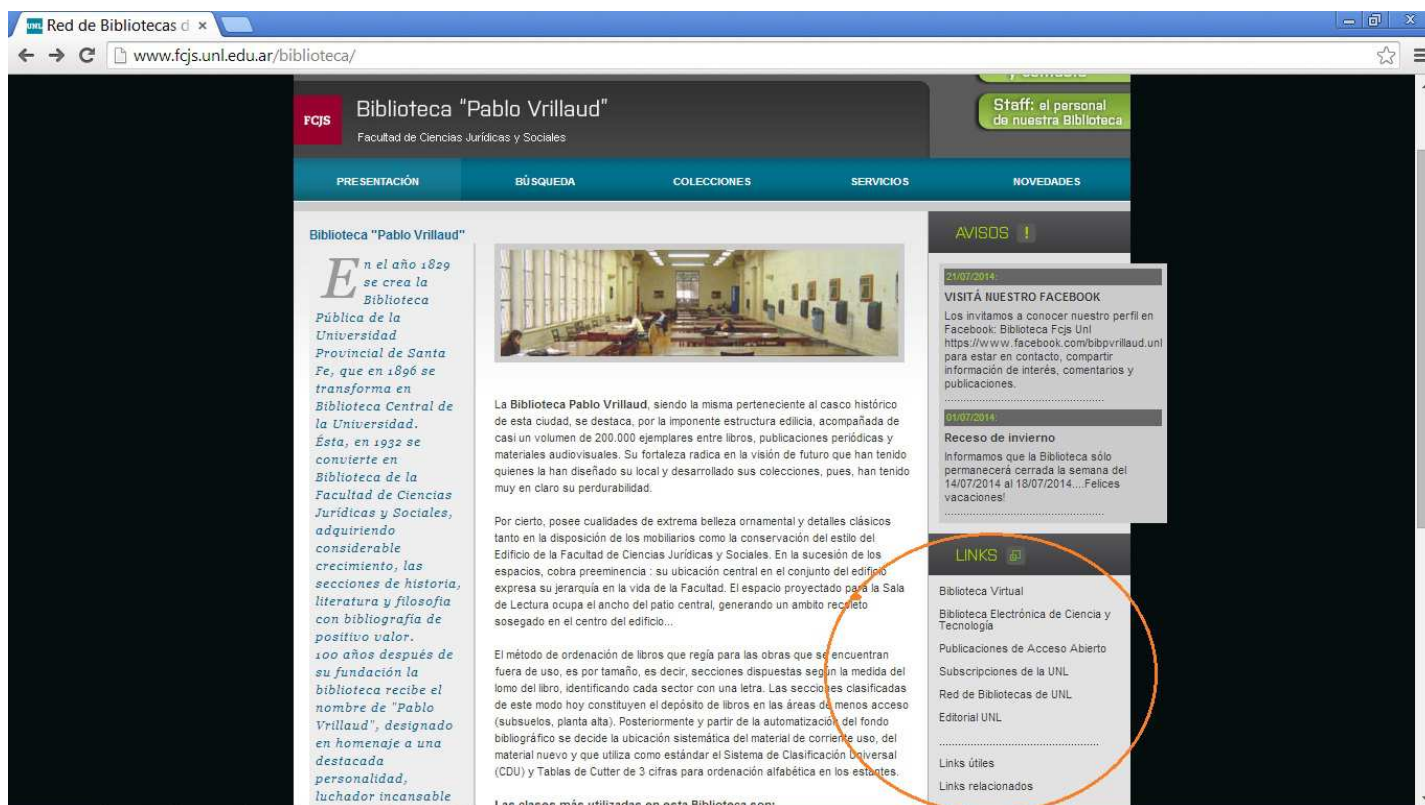 UNL Red de Bibliotecas d
www.fcjs.unl.edu.ar/biblioteca/
FCJS
Biblioteca "Pablo Vrillaud"
Facultad de Ciencias Jurídicas y Sociales
Staff: el personal
de nuestra Biblioteca
PRESENTACIÓN
BÚSQUEDA
COLECCIONES
SERVICIOS
NOVEDADES
Biblioteca "Pablo Vrillaud"
En el año 1829
se crea la
Biblioteca
Pública de la
Universidad
Provincial de Santa
Fe, que en 1896 se
transforma en
Biblioteca Central de
la Universidad.
Ésta, en 1932 se
convierte en
Biblioteca de la
Facultad de Ciencias
Jurídicas y Sociales,
adquiriendo
considerable
crecimiento, las
secciones de historia,
literatura y filosofía
con bibliografía de
positivo valor.
100 años después de
su fundación la
biblioteca recibe el
nombre de "Pablo
Vrillaud", designado
en homenaje a una
destacada
personalidad,
luchador incansable
La Biblioteca Pablo Vrillaud, siendo la misma perteneciente al casco histórico
de esta ciudad, se destaca, por la imponente estructura edilicia, acompañada de
casi un volumen de 200.000 ejemplares entre libros, publicaciones periódicas y
materiales audiovisuales. Su fortaleza radica en la visión de futuro que han tenido
quienes la han diseñado su local y desarrollado sus colecciones, pues, han tenido
muy en claro su perdurabilidad.
Por cierto, posee cualidades de extrema belleza ornamental y detalles clásicos
tanto en la disposición de los mobiliarios como la conservación del estilo del
Edificio de la Facultad de Ciencias Jurídicas y Sociales. En la sucesión de los
espacios, cobra preeminencia : su ubicación central en el conjunto del edificio
expresa su jerarquía en la vida de la Facultad. El espacio proyectado para la Sala
de Lectura ocupa el ancho del patio central, generando un ambito recoleto
sosegado en el centro del edificio...
El método de ordenación de libros que regía para las obras que se encuentran
fuera de uso, es por tamaño, es decir, secciones dispuestas según la medida del
lomo del libro, identificando cada sector con una letra. Las secciones clasificadas
de este modo hoy constituyen el depósito de libros en las áreas de menos acceso
(subsuelos, planta alta). Posteriormente y partir de la automatización del fondo
bibliográfico se decide la ubicación sistemática del material de corriente uso, del
material nuevo y que utiliza como estándar el Sistema de Clasificación Universal
(CDU) y Tablas de Cutter de 3 cifras para ordenación alfabética en los estantes.
Las clases más utilizadas en esta Biblioteca son:
AVISOS !
21/07/2014:
VISITÁ NUESTRO FACEBOOK
Los invitamos a conocer nuestro perfil en
Facebook: Biblioteca Fcjs Unl
https://www.facebook.com/bibpvrillaud.unl
para estar en contacto, compartir
información de interés, comentarios y
publicaciones.
01/07/2014:
Receso de invierno
Informamos que la Biblioteca sólo
permanecerá cerrada la semana del
14/07/2014 al 18/07/2014....Felices
vacaciones!
LINKS
Biblioteca Virtual
Biblioteca Electrónica de Ciencia y
Tecnología
Publicaciones de Acceso Abierto
Subscripciones de la UNL
Red de Bibliotecas de UNL
Editorial UNL
Links útiles
Links relacionados